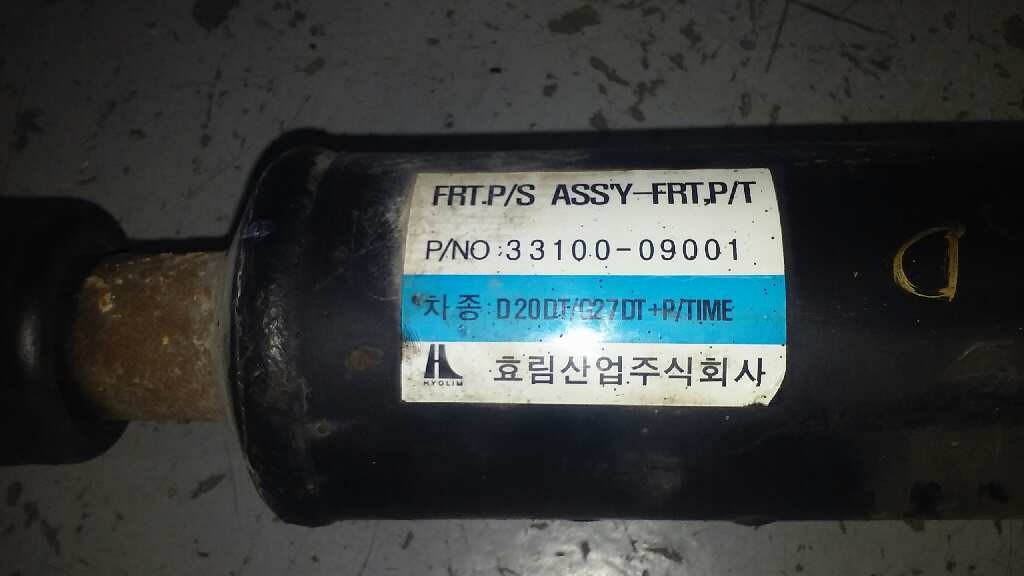 FRT.P/S ASS'Y-FRT,P/T
P/NO:33100-09001
차종:D20DT/G27DT+P/TIME
HYOLIM
효림산업주식회사
D